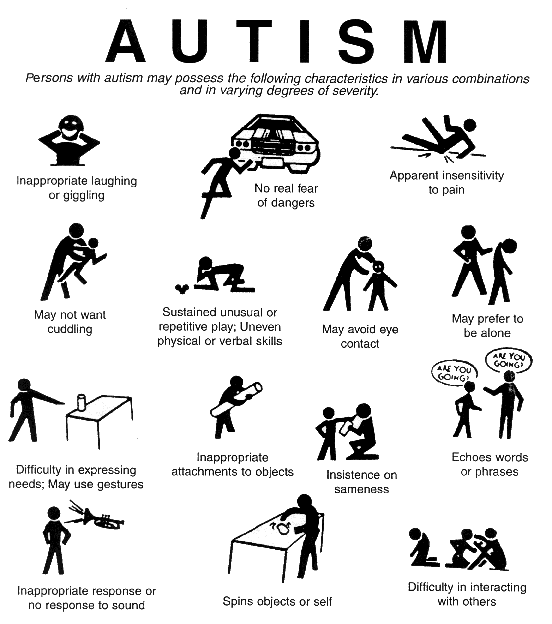 AUTISM
Persons with autism may possess the following characteristics in various combinations
and in varying degrees of severity.
Inappropriate laughing
or giggling
No real fear
of dangers
Apparent insensitivity
to pain
May not want
cuddling
Sustained unusual or
repetitive play; Uneven
physical or verbal skills
May avoid eye
contact
May prefer to
be alone
Difficulty in expressing
needs; May use gestures
Inappropriate
attachments to objects
Insistence on
sameness
ARE YOU
GOING?
ARE YOU
GOING?
Echoes words
or phrases
Inappropriate response or
no response to sound
Spins objects or self
Difficulty in interacting
with others